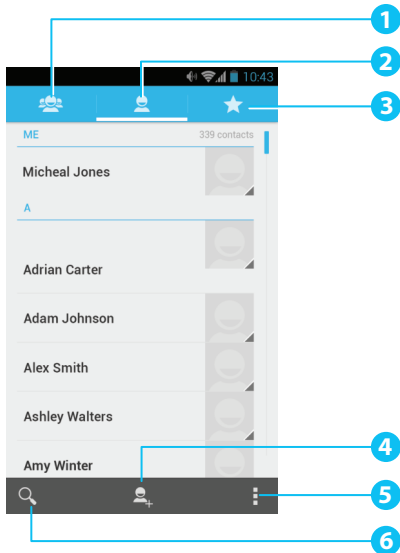 1
2
10:43
3
ME 339 contacts
Micheal Jones
A
Adrian Carter
Adam Johnson
Alex Smith
Ashley Walters
Amy Winter
4
5
6